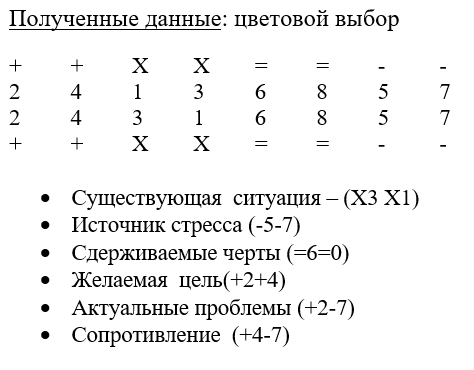 Полученные данные: цветовой выбор
+ + Х Х = = - -
2 4 1 3 6 8 5 7
2 4 3 1 6 8 5 7
+ + Х Х = = - -
• Существующая ситуация – (Х3 Х1)
• Источник стресса (-5-7)
• Сдерживаемые черты (=6=0)
• Желаемая цель(+2+4)
• Актуальные проблемы (+2-7)
• Сопротивление (+4-7)